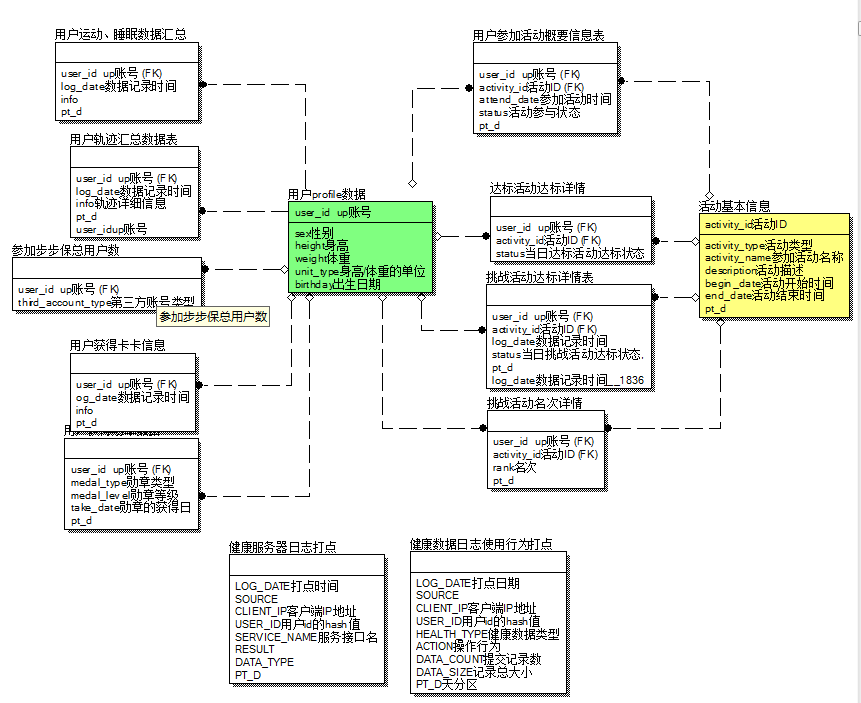 用户运动、睡眠数据汇总
user_id up账号 (FK)
log_date数据记录时间
info
pt_d
用户轨迹汇总数据表
user_id up账号 (FK)
log_date数据记录时间
info轨迹详细信息
pt_d
user_idup账号
参加步步保总用户数
user_id up账号 (FK)
third_account_type第三方账号类型
参加步步保总用户数
用户获得卡卡信息
user_id up账号 (FK)
og_date数据记录时间
info
pt_d
user_id up账号 (FK)
medal_type勋章类型
medal_level勋章等级
take_date勋章的获得日
pt_d
用户profile数据
user_id up账号
sex性别
height身高
weight体重
unit_type身高/体重的单位
birthday出生日期
用户参加活动概要信息表
user_id up账号 (FK)
activity_id活动ID (FK)
attend_date参加活动时间
status活动参与状态
pt_d
达标活动达标详情
user_id up账号 (FK)
activity_id活动ID (FK)
status当日达标活动达标状态
挑战活动达标详情表
user_id up账号 (FK)
activity_id活动ID (FK)
log_date数据记录时间
status当日挑战活动达标状态.
pt_d
log_date数据记录时间__1836
挑战活动名次详情
user_id up账号 (FK)
activity_id活动ID (FK)
rank名次
pt_d
活动基本信息
activity_id活动ID
activity_type活动类型
activity_name参加活动名称
description活动描述
begin_date活动开始时间
end_date活动结束时间
pt_d
健康服务器日志打点
LOG_DATE打点时间
SOURCE
CLIENT_IP客户端IP地址
USER_ID用户id的hash值
SERVICE_NAME服务接口名
RESULT
DATA_TYPE
PT_D
健康数据日志使用行为打点
LOG_DATE打点日期
SOURCE
CLIENT_IP客户端IP地址
USER_ID用户id的hash值
HEALTH_TYPE健康数据类型
ACTION操作行为
DATA_COUNT提交记录数
DATA_SIZE记录总大小
PT_D天分区